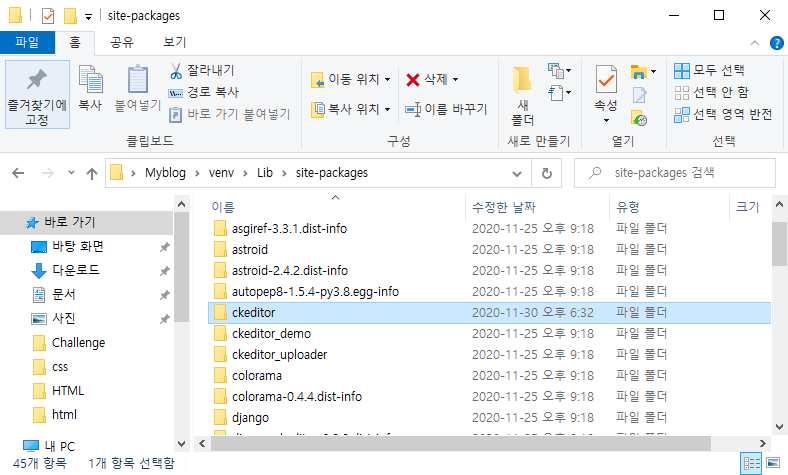 site-packages
파일 홈 공유 보기
즐겨찾기에 고정
복사
붙여넣기
잘라내기
경로 복사
바로 가기 붙여넣기
클립보드
이동 위치
복사 위치
삭제
이름 바꾸기
구성
새 폴더
새로 만들기
속성
열기
모두 선택
선택 안 함
선택 영역 반전
선택
Myblog venv Lib site-packages
site-packages 검색
바로 가기
바탕 화면
다운로드
문서
사진
Challenge
css
HTML
html
내 PC
이름 수정한 날짜 유형 크기
asgiref-3.3.1.dist-info 2020-11-25 오후 9:18 파일 폴더
astroid 2020-11-25 오후 9:18 파일 폴더
astroid-2.4.2.dist-info 2020-11-25 오후 9:18 파일 폴더
autopep8-1.5.4-py3.8.egg-info 2020-11-25 오후 9:18 파일 폴더
ckeditor 2020-11-30 오후 6:32 파일 폴더
ckeditor_demo 2020-11-25 오후 9:18 파일 폴더
ckeditor_uploader 2020-11-25 오후 9:18 파일 폴더
colorama 2020-11-25 오후 9:18 파일 폴더
colorama-0.4.4.dist-info 2020-11-25 오후 9:18 파일 폴더
django 2020-11-25 오후 9:18 파일 폴더
45개 항목 1개 항목 선택함